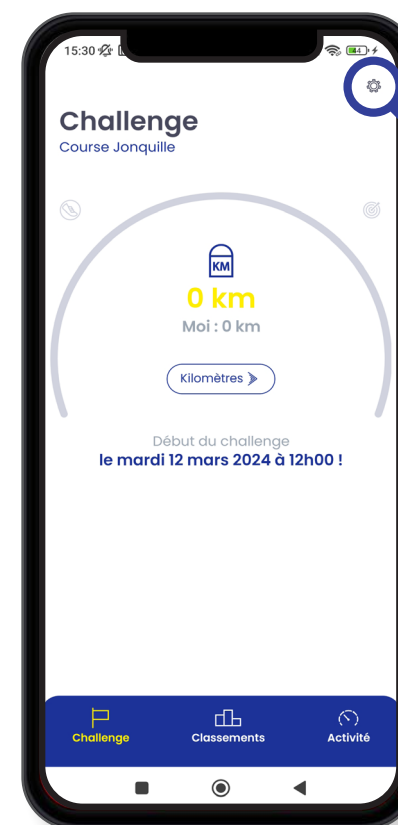 15:30
44
Challenge
Course Jonquille
KM
0 km
Moi : 0 km
Kilomètres
Début du challenge
le mardi 12 mars 2024 à 12h00 !
Challenge
Classements
Activité